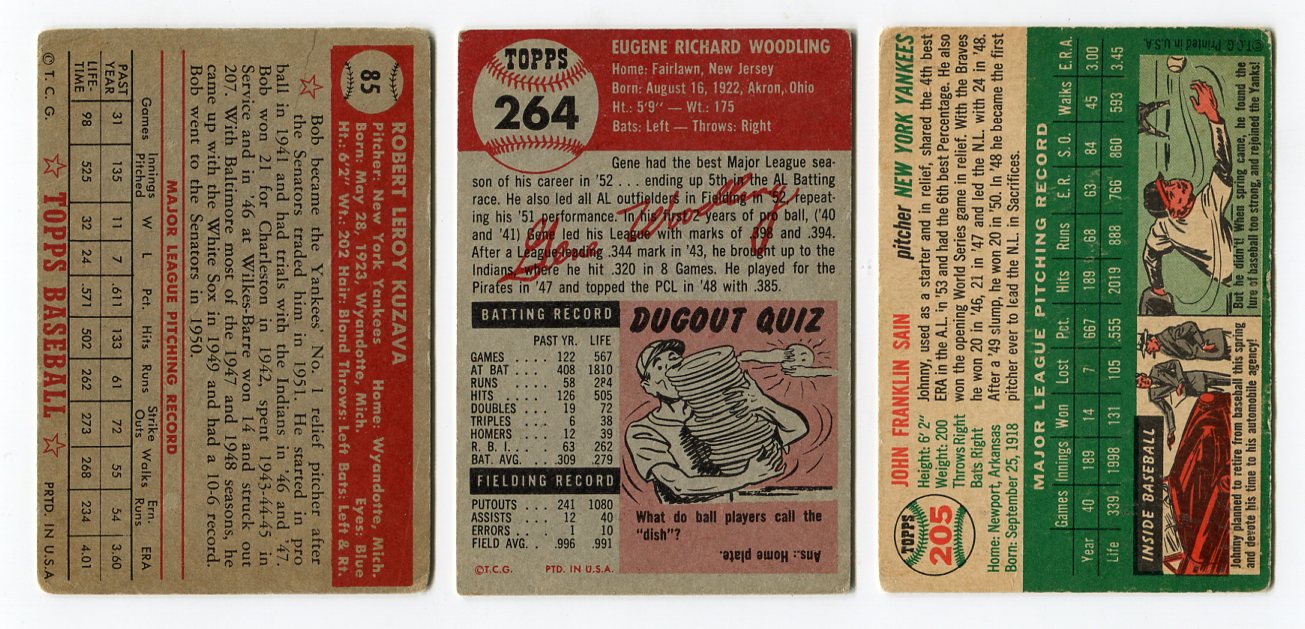 85
ROBERT LEROY KUZAVA
Pitcher: New York Yankees Home: Wyandotte, Mich.
Born: May 28, 1923, Wyandotte, Mich. Eyes: Blue
Ht.: 6'2" Wt.: 202 Hair: Blond Throws: Left Bats: Left & Rt.
Bob became the Yankees' No. 1 relief pitcher after
the Senators traded him in 1951. He started in pro
ball in 1941 and had trials with the Indians in '46 and '47.
Bob won 21 for Charleston in 1942, spent 1943-44-45 in
Service and in '46 at Wilkes-Barre won 14 and struck out
207. With Baltimore most of the 1947 and 1948 seasons, he
came up with the White Sox in 1949 and had a 10-6 record.
Bob went to the Senators in 1950.
MAJOR LEAGUE PITCHING RECORD
Games Innings Pitched W L Pct. Hits Runs Strike Outs Walks Ern. Runs ERA
PAST YEAR 31 135 11 7 .611 133 61 72 55 54 3.60
LIFE-TIME 98 525 32 24 .571 502 262 273 268 234 4.01
© T. C. G. TOPPS BASEBALL PRTD. IN U.S.A
TOPPS
264
EUGENE RICHARD WOODLING
Home: Fairlawn, New Jersey
Born: August 16, 1922, Akron, Ohio
Ht.: 5'9" — Wt.: 175
Bats: Left — Throws: Right
Gene had the best Major League sea-
son of his career in '52 . . . ending up 5th in the AL Batting
race. He also led all AL outfielders in Fielding in '52, repeat-
ing his '51 performance. In his first 2 years of pro ball, ('40
and '41) Gene led his League with marks of .398 and .394.
After a League-leading .344 mark in '43, he brought up to the
Indians, where he hit .320 in 8 Games. He played for the
Pirates in '47 and topped the PCL in '48 with .385.
Gene Woodling
BATTING RECORD
PAST YR. LIFE
GAMES . . . 122 567
AT BAT . . . 408 1810
RUNS . . . 58 284
HITS . . . 126 505
DOUBLES . . 19 72
TRIPLES . . 6 38
HOMERS . . 12 39
R. B. I. . . . 63 262
BAT. AVG. . . .309 .279
FIELDING RECORD
PUTOUTS . . 241 1080
ASSISTS . . 12 40
ERRORS . . 1 10
FIELD AVG. . . .996 .991
©T.C.G. PTD. IN U.S.A.
DUGOUT QUIZ
What do ball players call the
"dish"?
Ans.: Home plate.
TOPPS
205
JOHN FRANKLIN SAIN
pitcher NEW YORK YANKEES
Height: 6' 2"
Weight: 200
Throws Right
Bats Right
Home: Newport, Arkansas
Born: September 25, 1918
Johnny, used as a starter and in relief, shared the 4th best
ERA in the A.L. in '53 and had the 6th best Percentage. He also
won the opening World Series game in relief. With the Braves
he won 20 in '46, 21 in '47 and led the N.L. with 24 in '48.
After a '49 slump, he won 20 in '50. In '48 he became the first
pitcher ever to lead the N.L. in Sacrifices.
MAJOR LEAGUE PITCHING RECORD
Games Innings Won Lost Pct. Hits Runs E.R. S.O. Walks E.R.A.
Year 40 189 14 7 .667 189 68 63 84 45 3.00
Life 339 1998 131 105 .555 2019 888 766 860 593 3.45
INSIDE BASEBALL
Johnny planned to retire from baseball this spring
and devote his time to his automobile agency!
But he didn't! When spring came, he found the
lure of baseball too strong, and rejoined the Yanks!
©T.C.G. Printed in U.S.A.